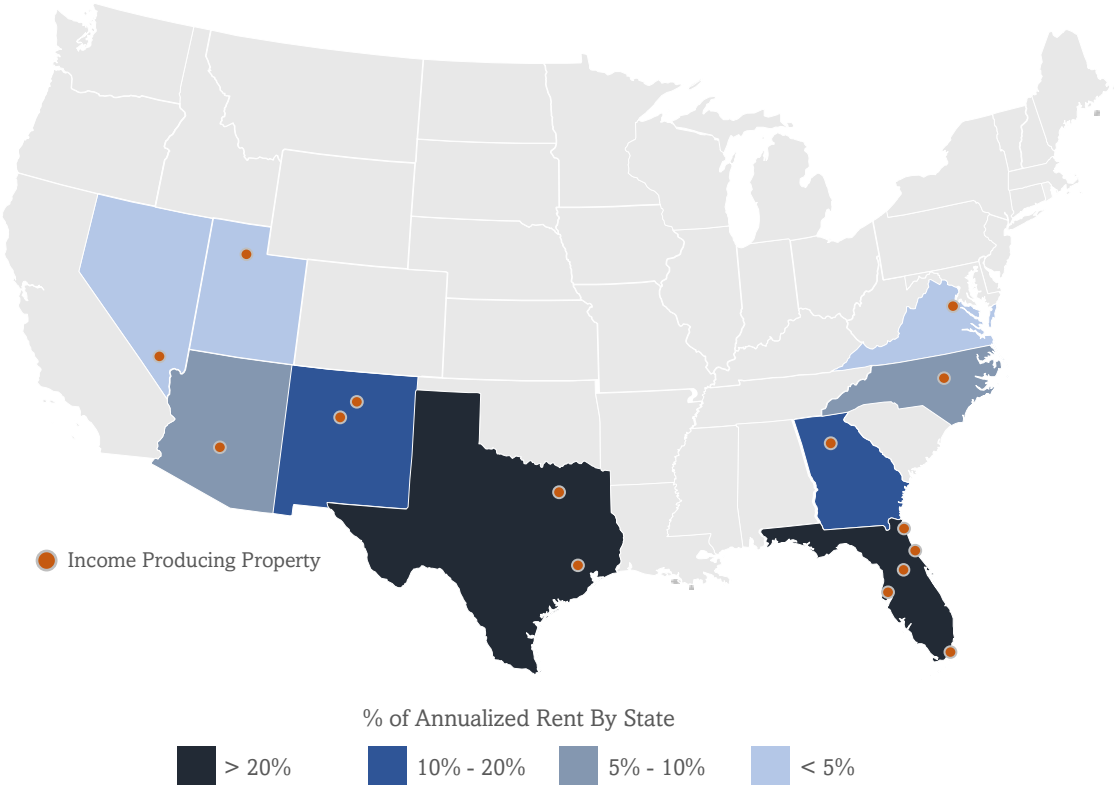 Income Producing Property
% of Annualized Rent By State
> 20%
10% - 20%
5% - 10%
< 5%